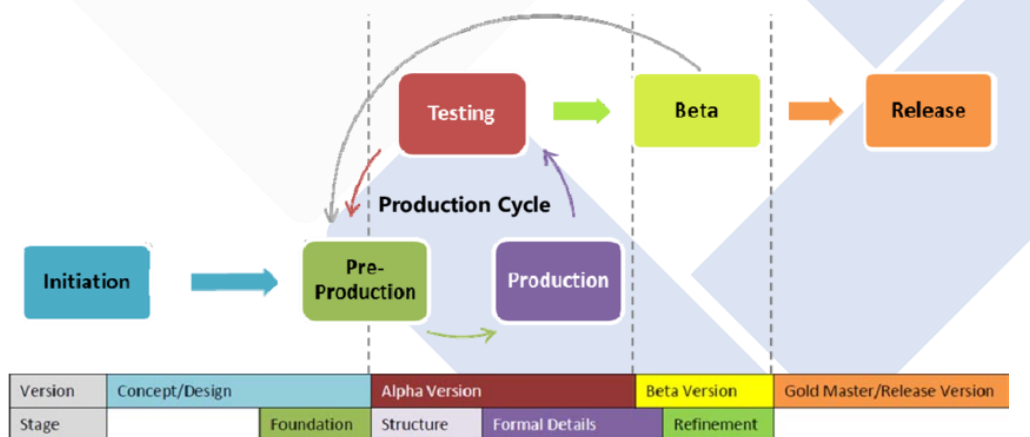 Testing
Beta
Release
Production Cycle
Initiation
Pre-
Production
Production
Version Concept/Design Alpha Version Beta Version Gold Master/Release Version
Stage Foundation Structure Formal Details Refinement